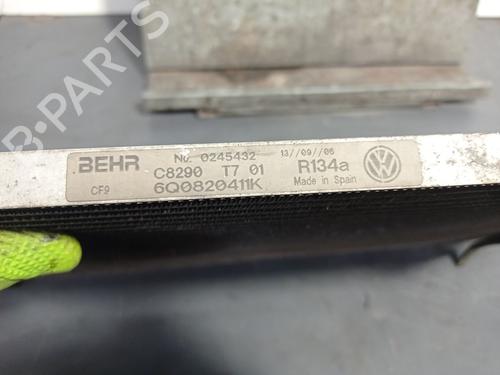 BEHR No. 0245432 13//09//06
C8290 T7 01 R134a
CF9 6Q0820411K Made in Spain
B-PARTS